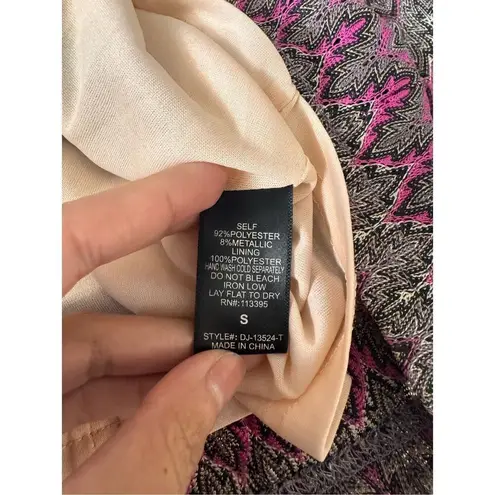 SELF
92%POLYESTER
8%METALLIC
LINING
100%POLYESTER
HAND WASH COLD SEPARATELY
DO NOT BLEACH
IRON LOW
LAY FLAT TO DRY
RN#:113395
S
STYLE#: DJ-13524-T
MADE IN CHINA